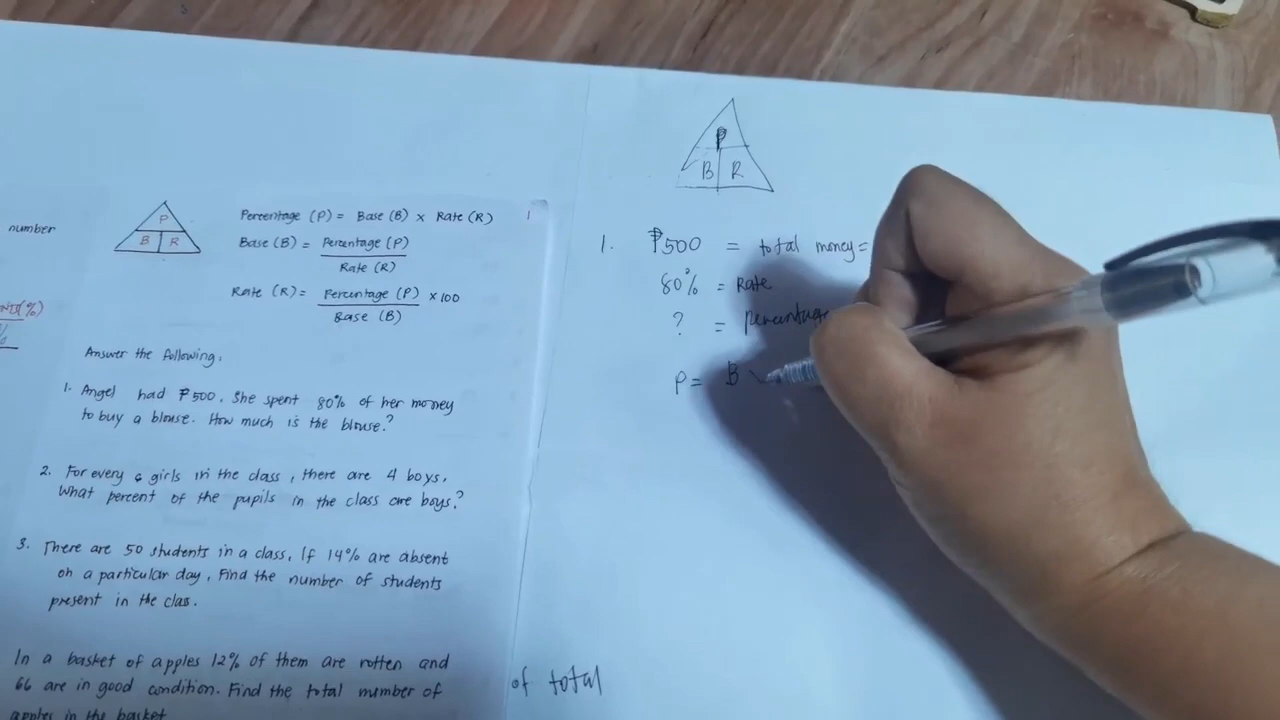 number
P
B R
Percentage (P) = Base (B) × Rate (R)
Base (B) = Percentage (P)
Rate (R)
Rate (R) = Percentage (P) × 100
Base (B)
(%)
%
Answer the following:
1. Angel had ₱500. She spent 80% of her money
to buy a blouse. How much is the blouse?
2. For every 6 girls in the class, there are 4 boys.
What percent of the pupils in the class are boys?
3. There are 50 students in a class. If 14% are absent
on a particular day, Find the number of students
present in the class.
In a basket of apples 12% of them are rotten and
66 are in good condition. Find the total number of
apples in the basket
P
B R
1. ₱500 = total money =
80% = Rate
? = percentage
P = B
of total